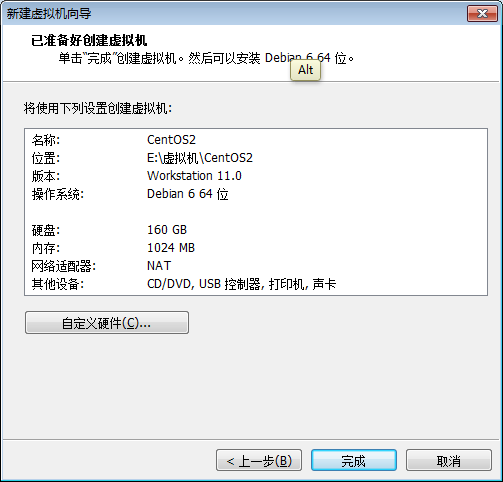 新建虚拟机向导
已准备好创建虚拟机
单击“完成”创建虚拟机。然后可以安装 Debian 6 64 位。
Alt
将使用下列设置创建虚拟机:
名称: CentOS2
位置: E:\虚拟机\CentOS2
版本: Workstation 11.0
操作系统: Debian 6 64 位
硬盘: 160 GB
内存: 1024 MB
网络适配器: NAT
其他设备: CD/DVD, USB 控制器, 打印机, 声卡
自定义硬件(C)...
< 上一步(B) 完成 取消